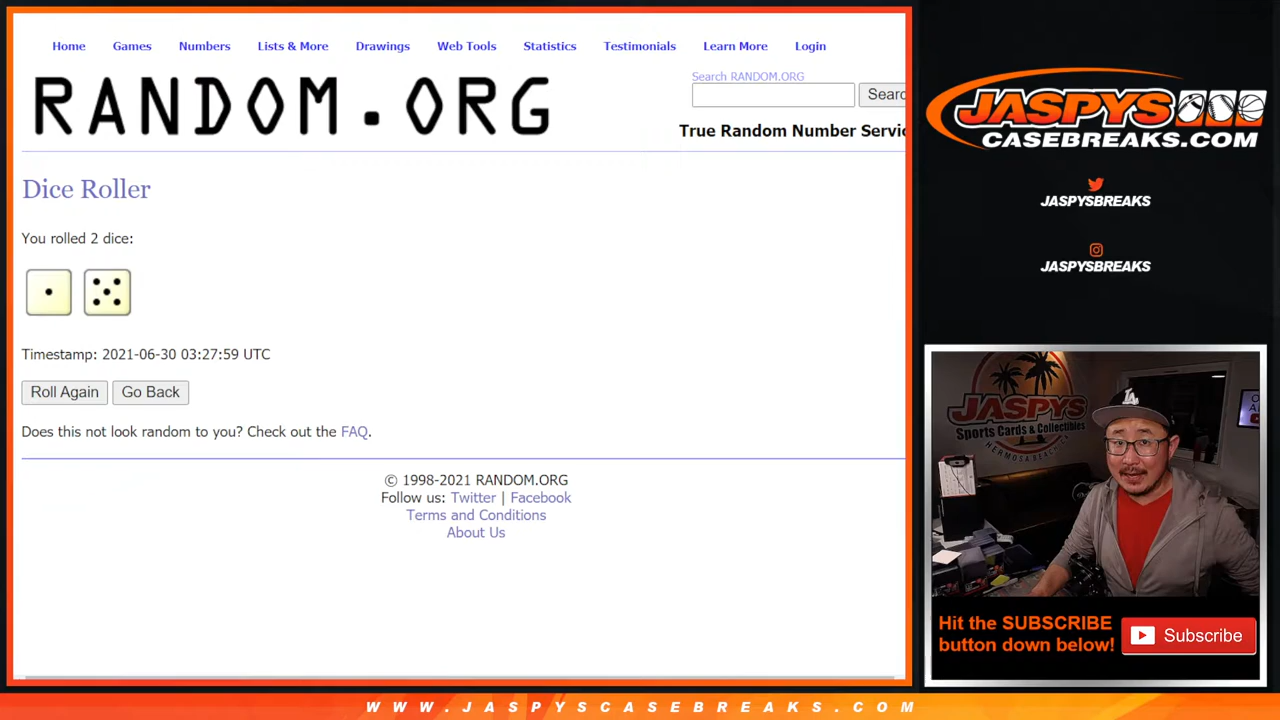 Home Games Numbers Lists & More Drawings Web Tools Statistics Testimonials Learn More Login
RANDOM.ORG
Search RANDOM.ORG
Searc
True Random Number Servic
Dice Roller
You rolled 2 dice:
Timestamp: 2021-06-30 03:27:59 UTC
Roll Again Go Back
Does this not look random to you? Check out the FAQ.
© 1998-2021 RANDOM.ORG
Follow us: Twitter | Facebook
Terms and Conditions
About Us
JASPYS
CASEBREAKS.COM
JASPYSBREAKS
JASPYSBREAKS
JASPYS
Sports Cards & Collectibles
HERMOSA BEACH
LA
Hit the SUBSCRIBE
button down below!
Subscribe
WWW.JASPYSCASEBREAKS.COM